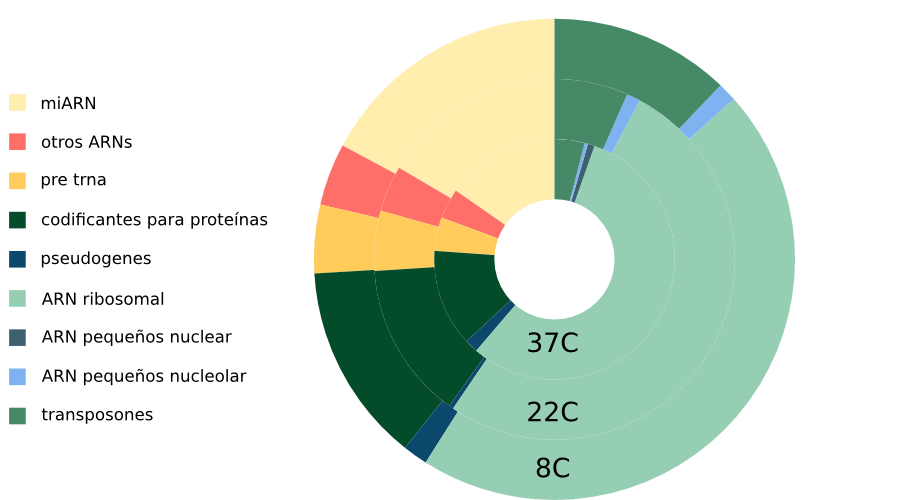 miARN
otros ARNs
pre trna
codificantes para proteínas
pseudogenes
ARN ribosomal
ARN pequeños nuclear
ARN pequeños nucleolar
transposones
37C
22C
8C